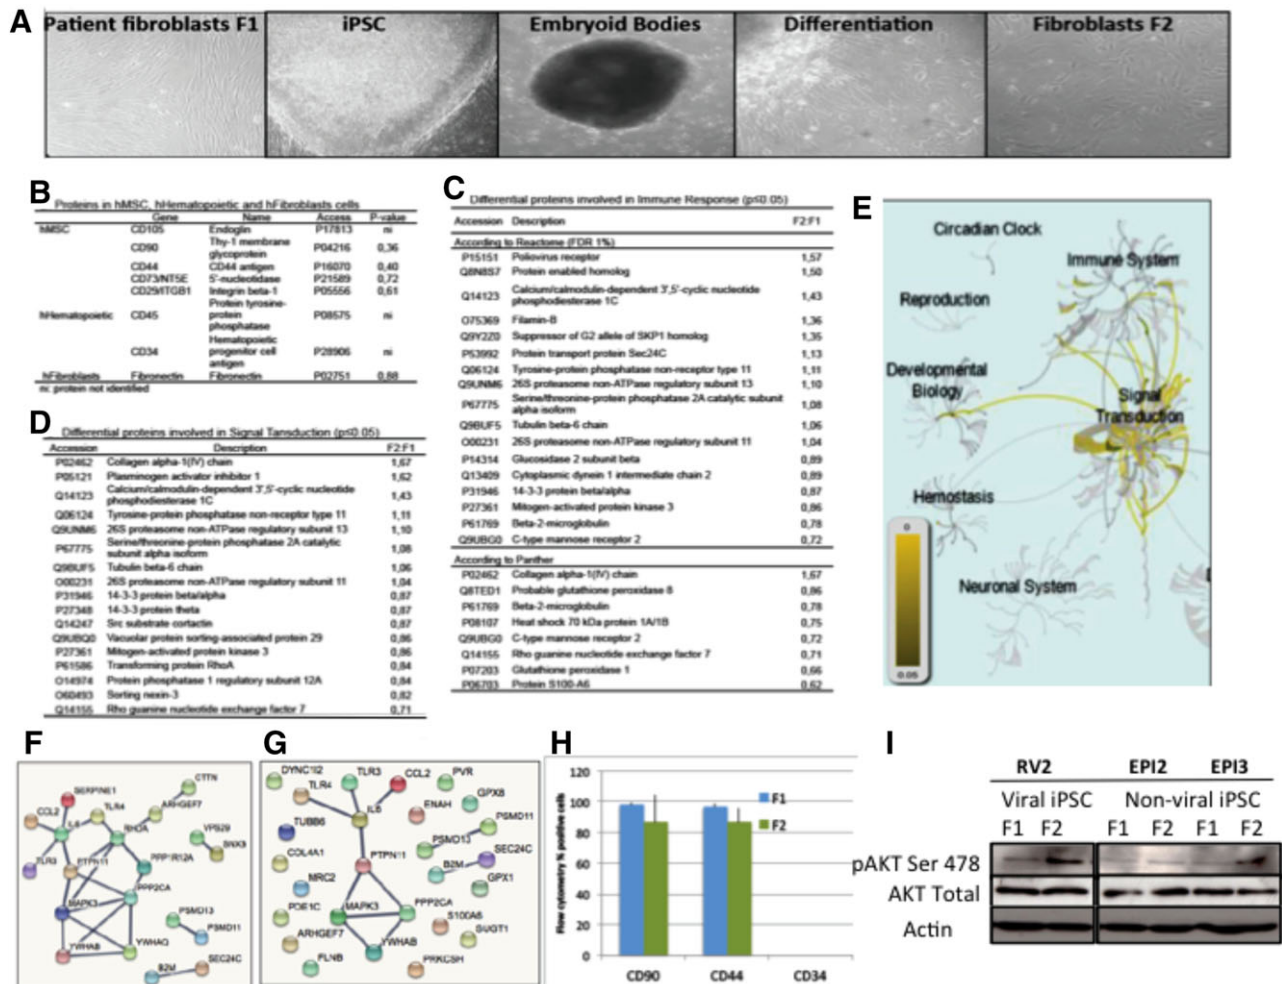 A
Patient fibroblasts F1 iPSC Embryoid Bodies Differentiation Fibroblasts F2
B
Proteins in hMSC, hHematopoietic and hFibroblasts cells
Gene Name Access P-value
hMSC CD105 Endoglin P17813 ni
CD90 Thy-1 membrane glycoprotein P04216 0,36
CD44 CD44 antigen P16070 0,40
CD73/NT5E 5'-nucleotidase P21589 0,72
CD29/ITGB1 Integrin beta-1 P05556 0,61
hHematopoietic CD45 Protein tyrosine-protein phosphatase P08575 ni
CD34 Hematopoietic progenitor cell antigen P28906 ni
hFibroblasts Fibronectin Fibronectin P02751 0,88
ni: protein not identified
C
Differential proteins involved in Immune Response (p≤0.05)
Accession Description F2:F1
According to Reactome (FDR 1%)
P15151 Poliovirus receptor 1,57
Q8N8S7 Protein enabled homolog 1,50
Q14123 Calcium/calmodulin-dependent 3',5'-cyclic nucleotide phosphodiesterase 1C 1,43
O75369 Filamin-B 1,36
Q9Y2Z0 Suppressor of G2 allele of SKP1 homolog 1,35
P53992 Protein transport protein Sec24C 1,13
Q06124 Tyrosine-protein phosphatase non-receptor type 11 1,11
Q9UNM6 26S proteasome non-ATPase regulatory subunit 13 1,10
P67775 Serine/threonine-protein phosphatase 2A catalytic subunit alpha isoform 1,08
Q9BUF5 Tubulin beta-6 chain 1,06
O00231 26S proteasome non-ATPase regulatory subunit 11 1,04
P14314 Glucosidase 2 subunit beta 0,89
Q13409 Cytoplasmic dynein 1 intermediate chain 2 0,89
P31946 14-3-3 protein beta/alpha 0,87
P27361 Mitogen-activated protein kinase 3 0,86
P61769 Beta-2-microglobulin 0,78
Q9UBG0 C-type mannose receptor 2 0,72
According to Panther
P02462 Collagen alpha-1(IV) chain 1,67
Q8TED1 Probable glutathione peroxidase 8 0,86
P61769 Beta-2-microglobulin 0,78
P08107 Heat shock 70 kDa protein 1A/1B 0,75
Q9UBG0 C-type mannose receptor 2 0,72
Q14155 Rho guanine nucleotide exchange factor 7 0,71
P07203 Glutathione peroxidase 1 0,66
P06703 Protein S100-A6 0,62
D
Differential proteins involved in Signal Tansduction (p≤0.05)
Accession Description F2:F1
P02462 Collagen alpha-1(IV) chain 1,67
P05121 Plasminogen activator inhibitor 1 1,62
Q14123 Calcium/calmodulin-dependent 3',5'-cyclic nucleotide phosphodiesterase 1C 1,43
Q06124 Tyrosine-protein phosphatase non-receptor type 11 1,11
Q9UNM6 26S proteasome non-ATPase regulatory subunit 13 1,10
P67775 Serine/threonine-protein phosphatase 2A catalytic subunit alpha isoform 1,08
Q9BUF5 Tubulin beta-6 chain 1,06
O00231 26S proteasome non-ATPase regulatory subunit 11 1,04
P31946 14-3-3 protein beta/alpha 0,87
P27348 14-3-3 protein theta 0,87
Q14247 Src substrate cortactin 0,87
Q9UBQ0 Vacuolar protein sorting-associated protein 29 0,86
P27361 Mitogen-activated protein kinase 3 0,86
P61586 Transforming protein RhoA 0,84
O14974 Protein phosphatase 1 regulatory subunit 12A 0,84
O60493 Sorting nexin-3 0,82
Q14155 Rho guanine nucleotide exchange factor 7 0,71
E
Circadian Clock
Immune System
Reproduction
Developmental Biology
Signal Transduction
Hemostasis
Neuronal System
0
0.05
F
CTTN
SERPINE1
ARHGEF7
CCL2
TLR4
IL6
RHOA
VPS29
SNX3
TLR3
PTPN11
PPP1R12A
PPP2CA
MAPK3
PSMD13
PSMD11
YWHAB
YWHAQ
B2M
SEC24C
G
DYNC1I2
TLR3
CCL2
PVR
TLR4
GPX8
IL6
ENAH
TUBB6
PSMD11
PSMD13
COL4A1
PTPN11
SEC24C
B2M
MRC2
GPX1
PDE1C
MAPK3
PPP2CA
S100A6
ARHGEF7
SUGT1
YWHAB
FLNB
PRKCSH
H
Flow cytometry % positive cells
120
100
80
60
40
20
0
F1
F2
CD90 CD44 CD34
I
RV2 EPI2 EPI3
Viral iPSC Non-viral iPSC
F1 F2 F1 F2 F1 F2
pAKT Ser 478
AKT Total
Actin